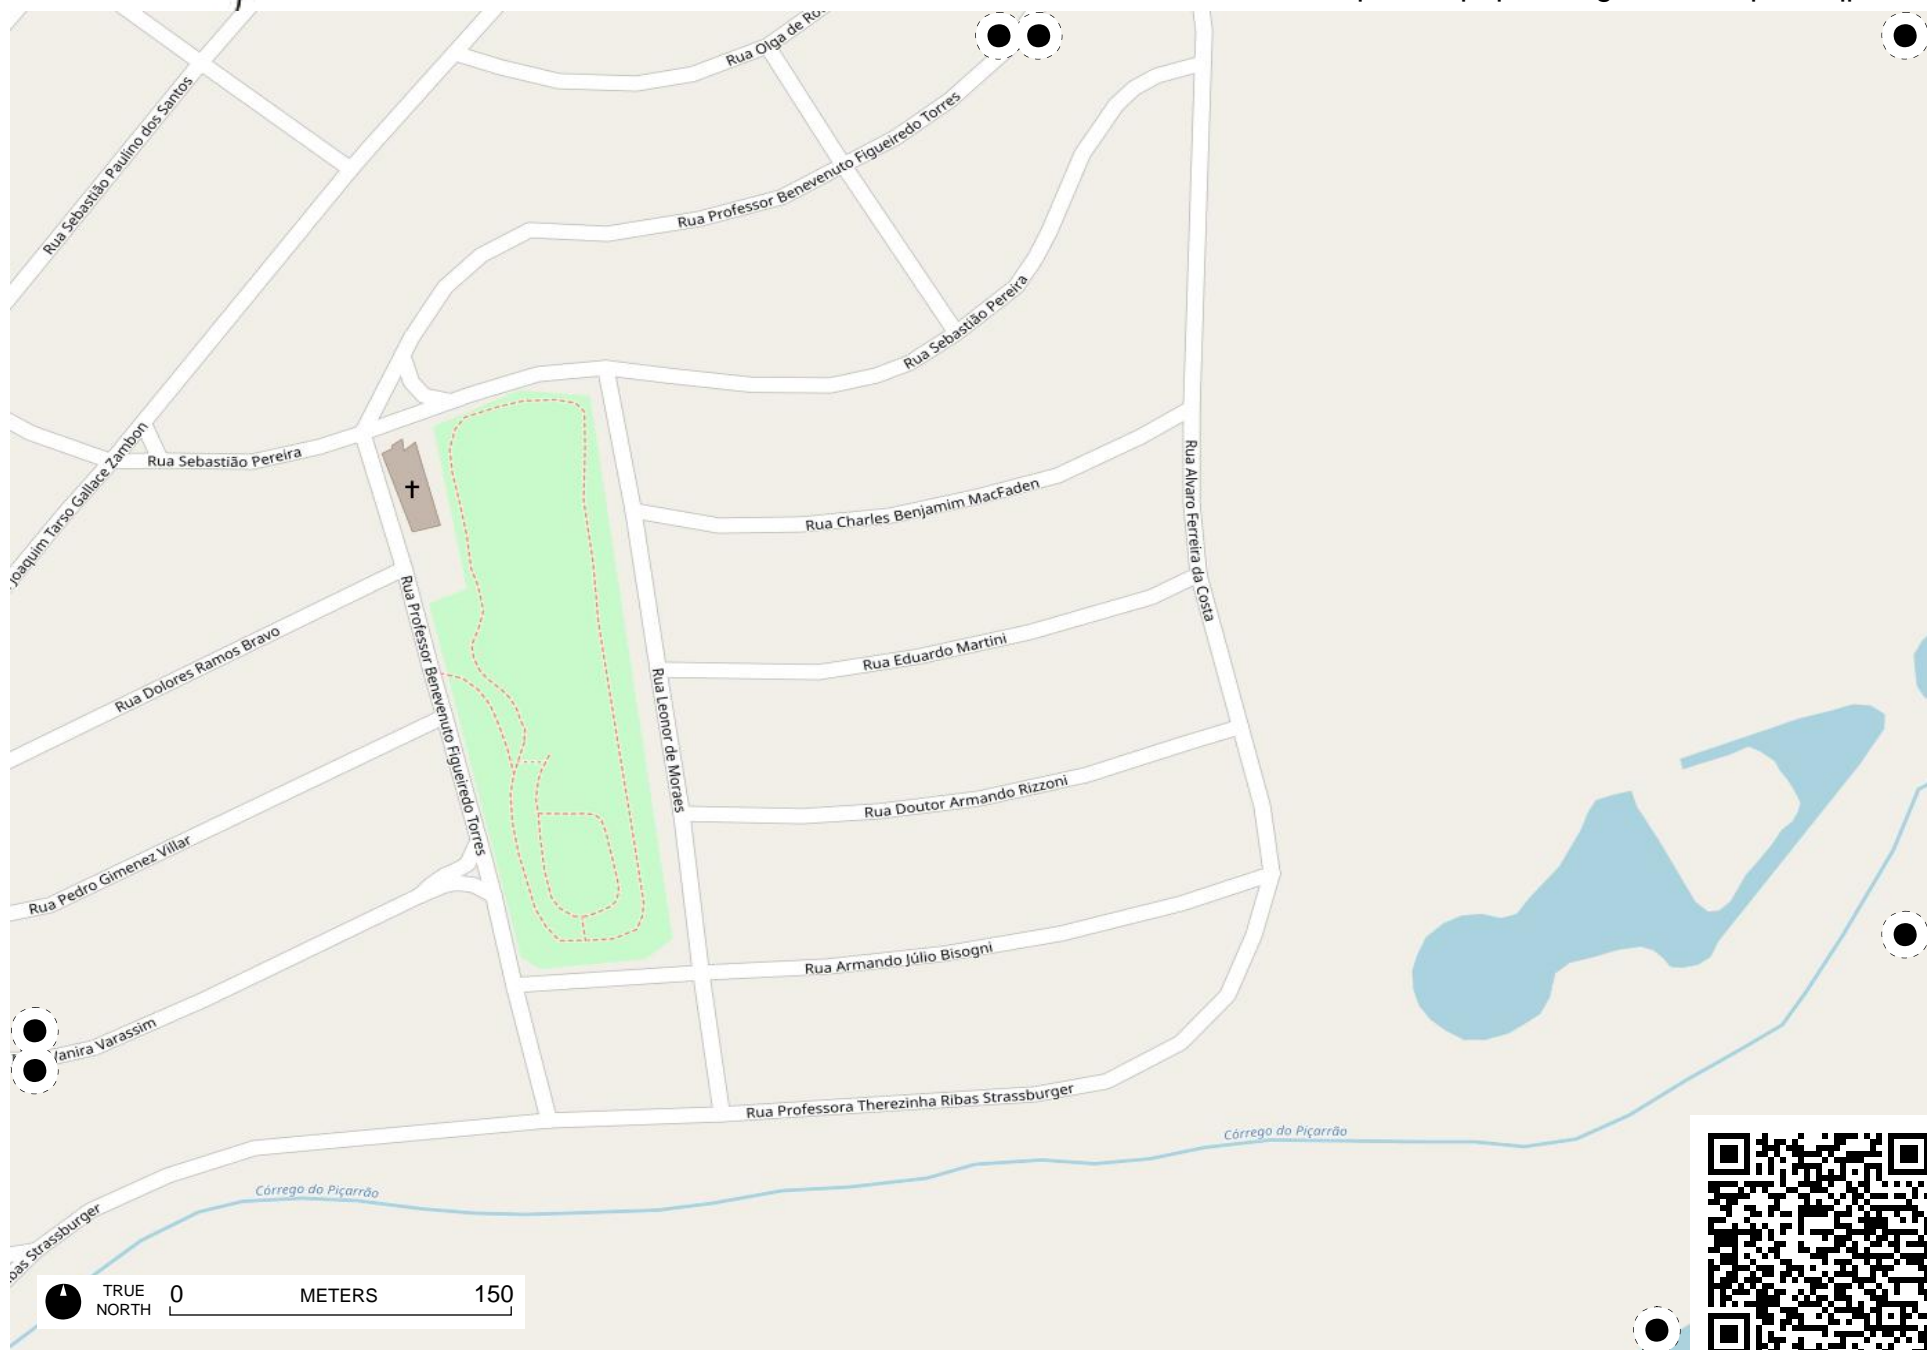 Rua Olga de
Rua Sebastião Paulino dos Santos
Rua Professor Benevenuto Figueiredo Torres
Rua Sebastião Pereira
Rua Sebastião Pereira
Joaquim Tarso Gallace Zambon
Rua Alvaro Ferreira da Costa
Rua Charles Benjamim MacFaden
Rua Professor Benevenuto Figueiredo Torres
Rua Dolores Ramos Bravo
Rua Eduardo Martini
Rua Leonor de Moraes
Rua Doutor Armando Rizzoni
Rua Pedro Gimenez Villar
Rua Armando Júlio Bisogni
Varassim
Rua Professora Therezinha Ribas Strassburger
Córrego do Piçarrão
Córrego do Piçarrão
Strassburger
TRUE NORTH
0 METERS 150